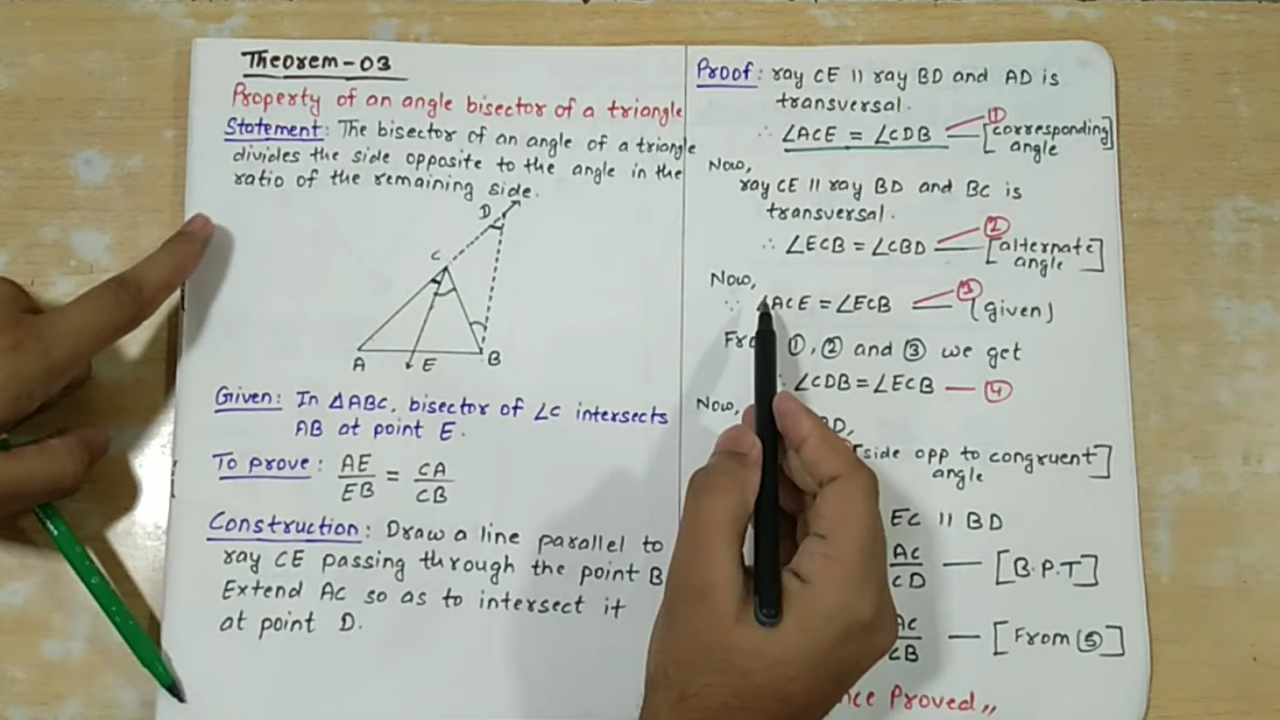 Theorem-03
Property of an angle bisector of a triangle
Statement: The bisector of an angle of a triangle
divides the side opposite to the angle in the
ratio of the remaining side.
D
C
A
E
B
Given: In ΔABC, bisector of ∠C intersects
AB at point E.
To prove: AE/EB = CA/CB
Construction: Draw a line parallel to
ray CE passing through the point B
Extend AC so as to intersect it
at point D.
Proof: ray CE || ray BD and AD is
transversal.
∴ ∠ACE = ∠CDB — ① [corresponding
angle]
Now,
ray CE || ray BD and BC is
transversal.
∴ ∠ECB = ∠CBD — ② [alternate
angle]
Now,
∵ ∠ACE = ∠ECB — ③ (given)
①, ② and ③ we get
∠CDB = ∠ECB — ④
Now,
BD,
[side opp to congruent
angle]
EC || BD
AC/CD — [B.P.T]
AC/CB — [From ⑤]
Proved,,